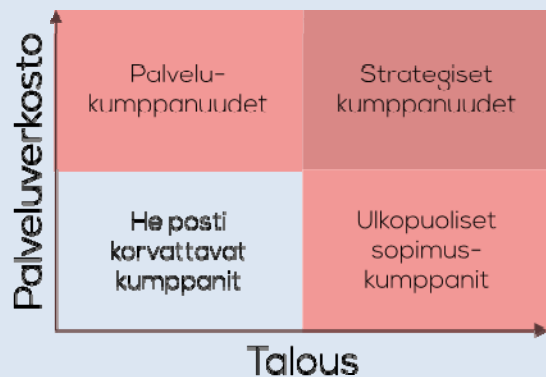 Palveluverkosto
Palvelu-
kumppanuudet
Strategiset
kumppanuudet
He posti
korvattavat
kumppanit
Ulkopuoliset
sopimus-
kumppanit
Talous